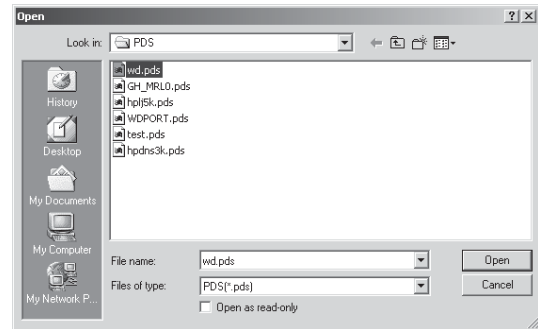 Open
Look in:
PDS
History
Desktop
My Documents
My Computer
My Network P...
wd.pds
GH_MRL0.pds
hplj5k.pds
WDPORT.pds
test.pds
hpdns3k.pds
File name:
wd.pds
Open
Files of type:
PDS(*.pds)
Cancel
Open as read-only